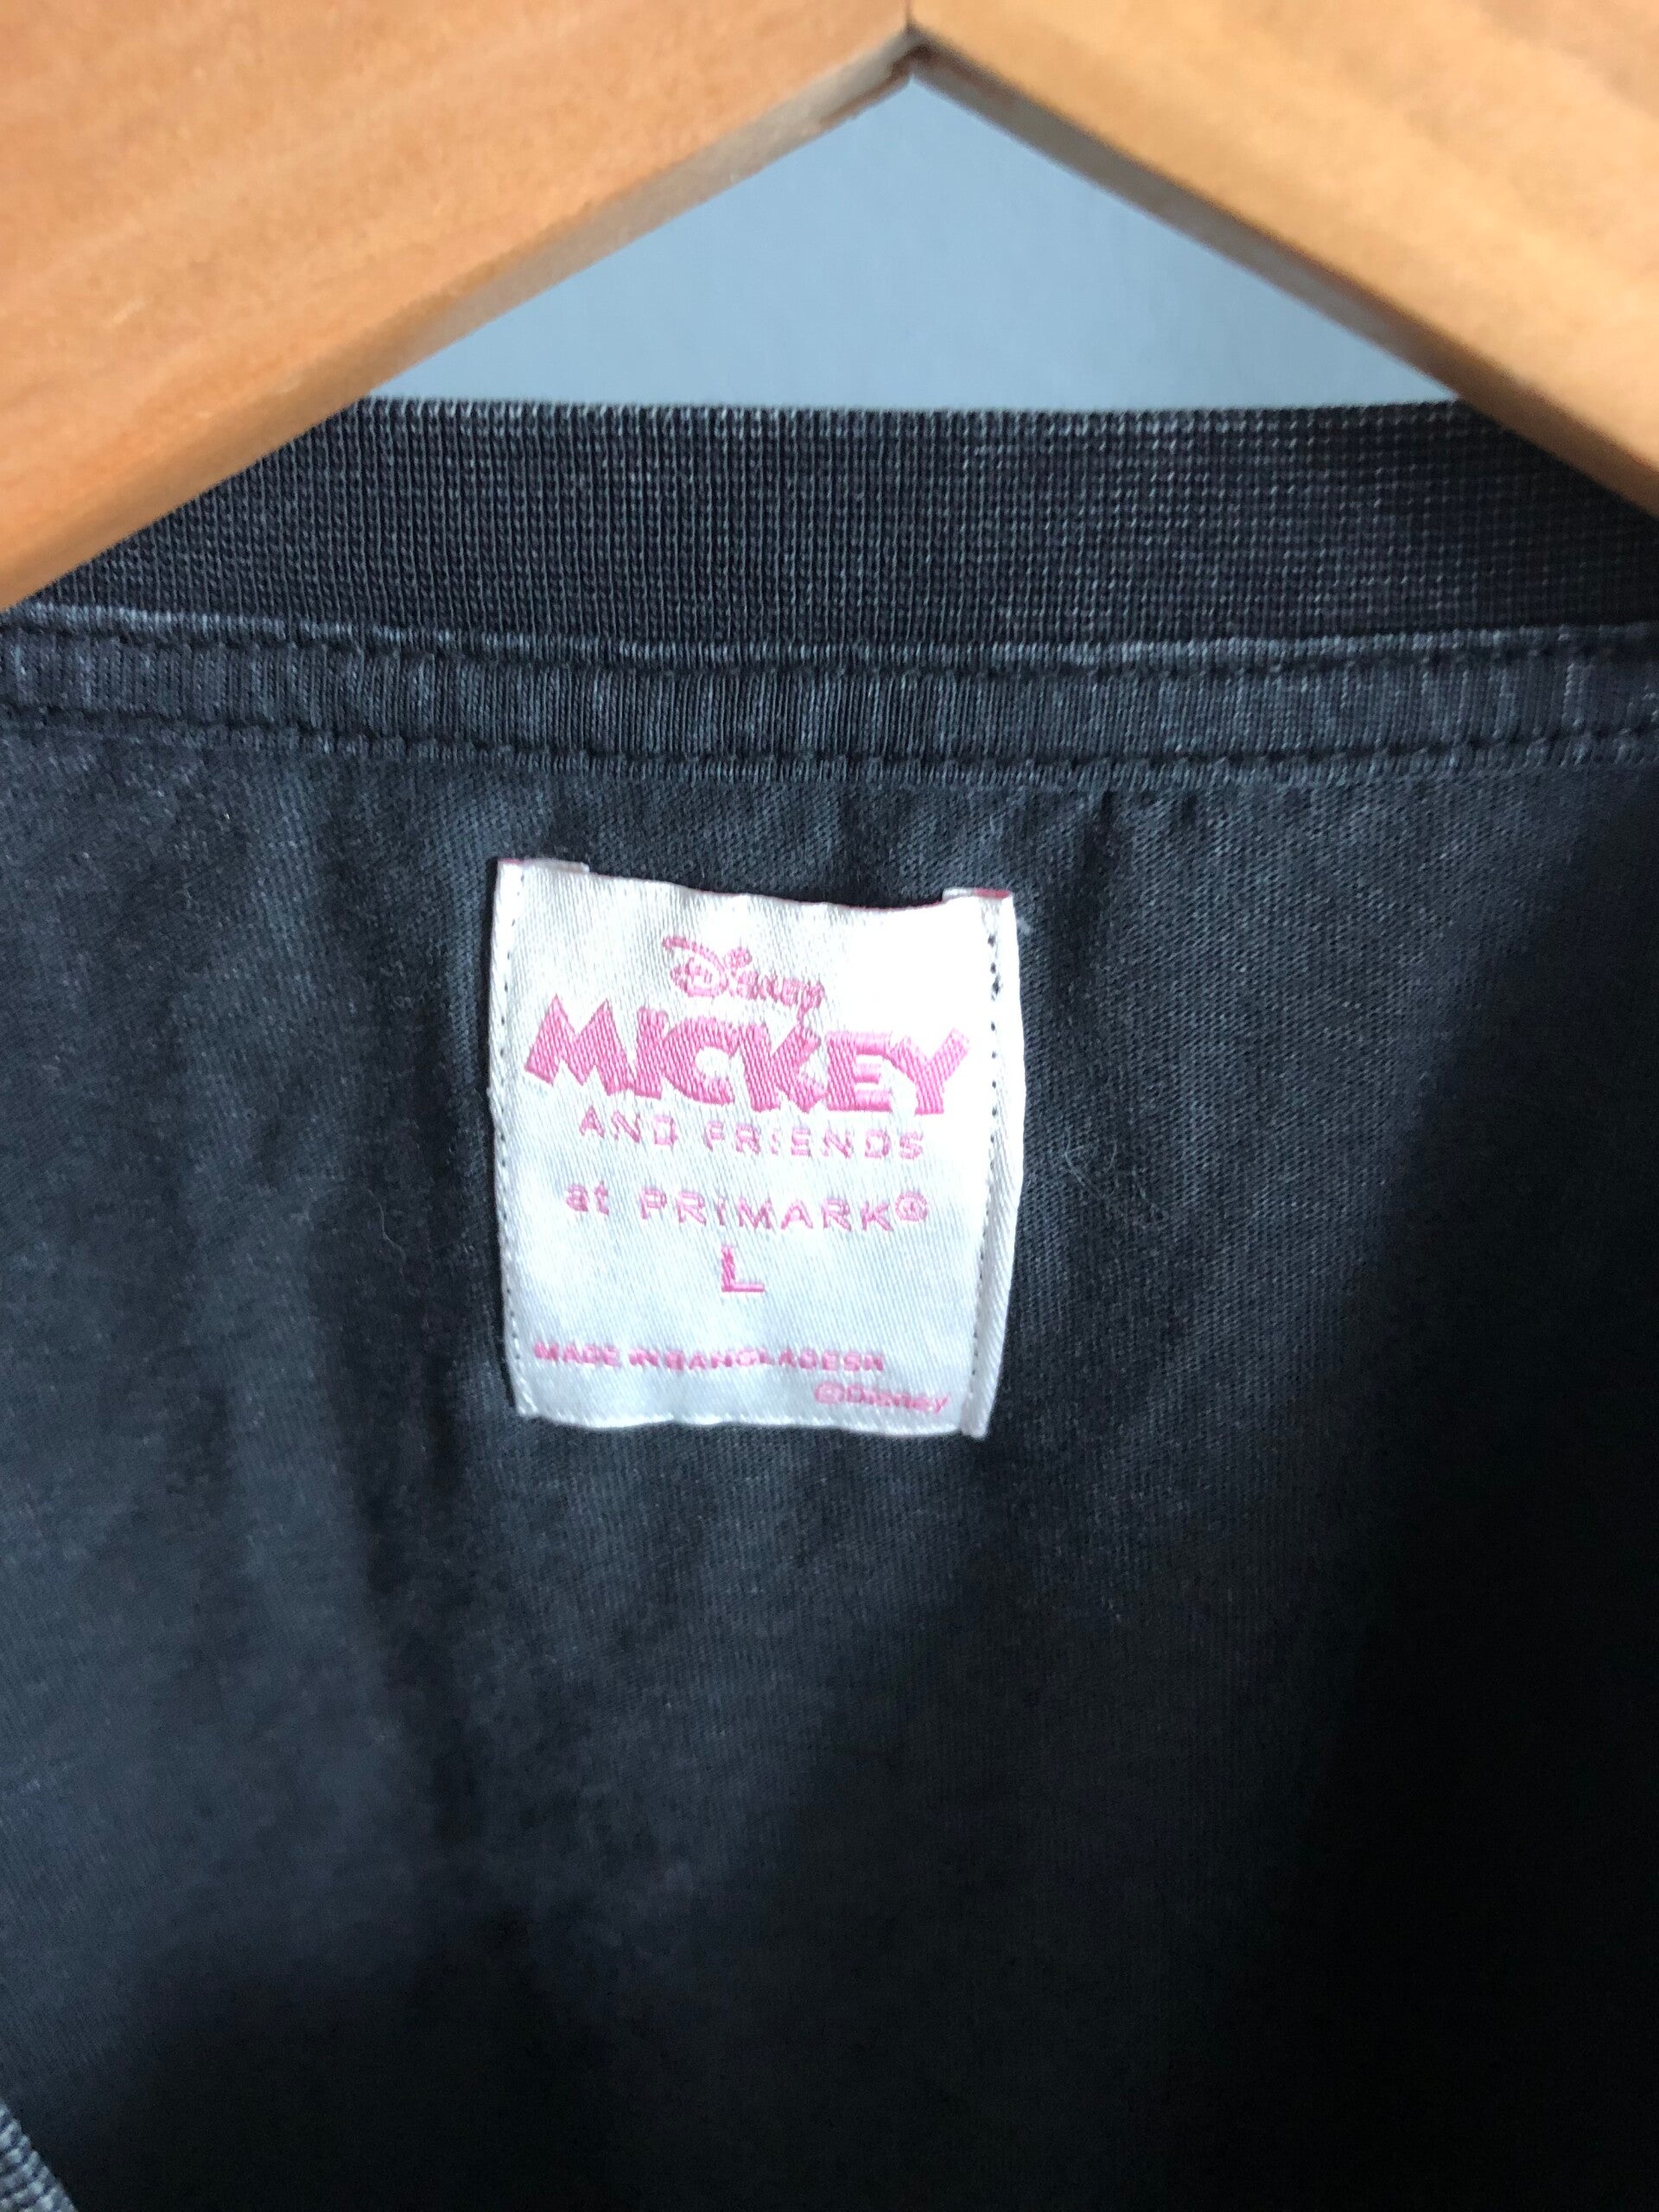 Disney
MICKEY
AND FRIENDS
at PRIMARK®
L
MADE IN BANGLADESH
©Disney